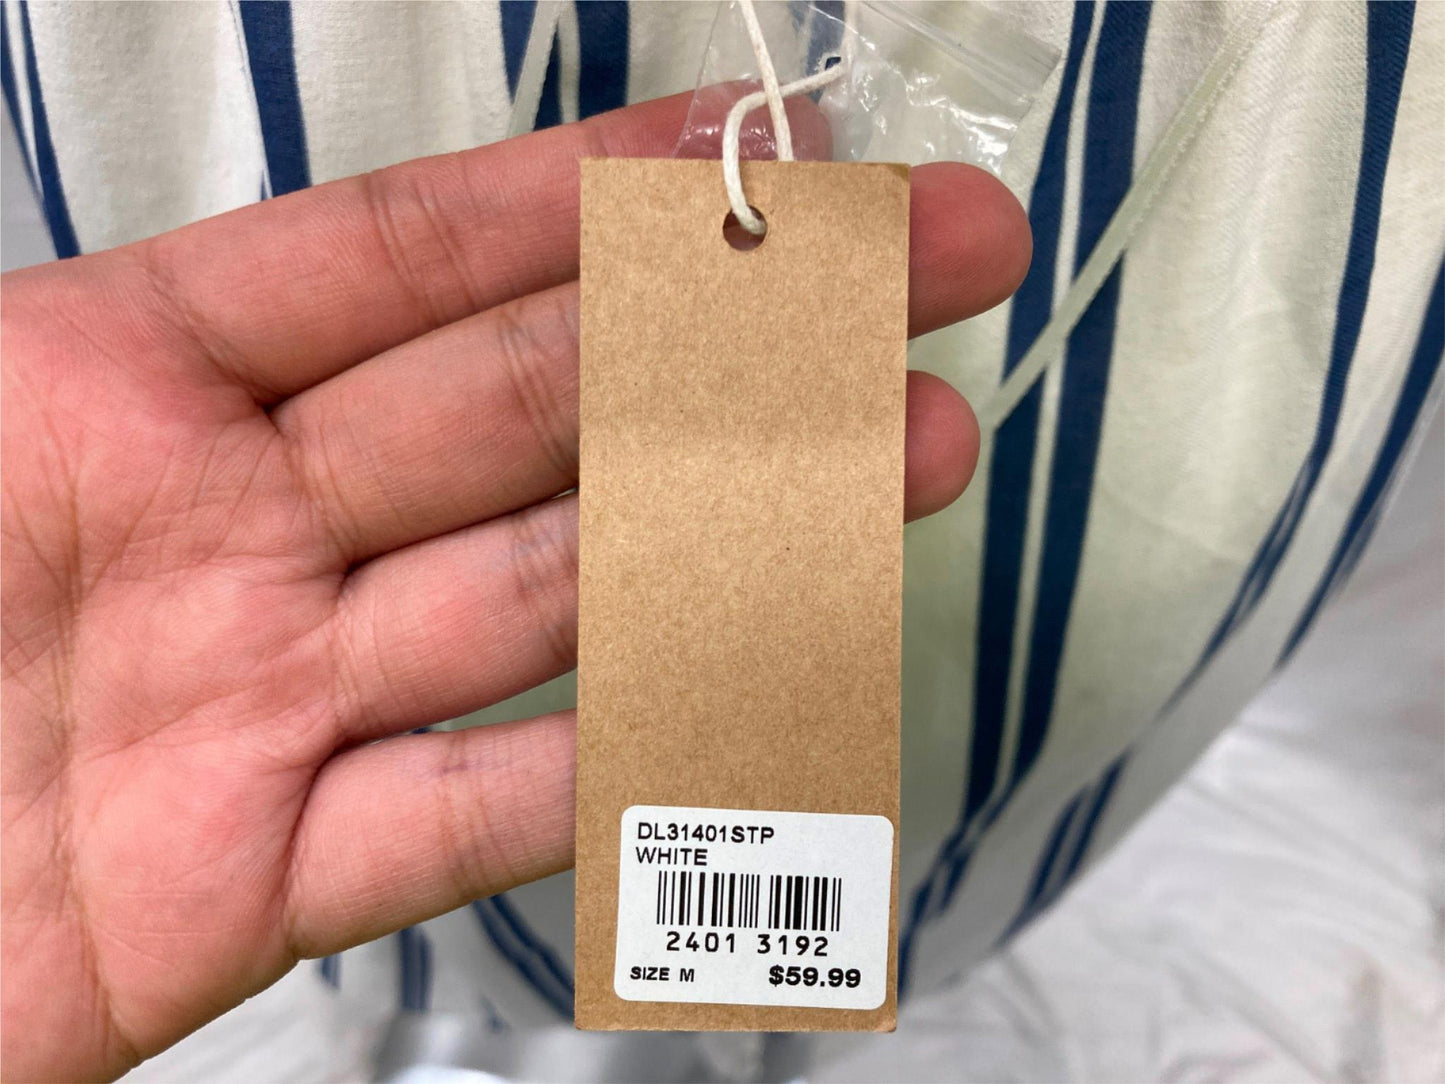 DL31401STP
WHITE
2401 3192
SIZE M $59.99